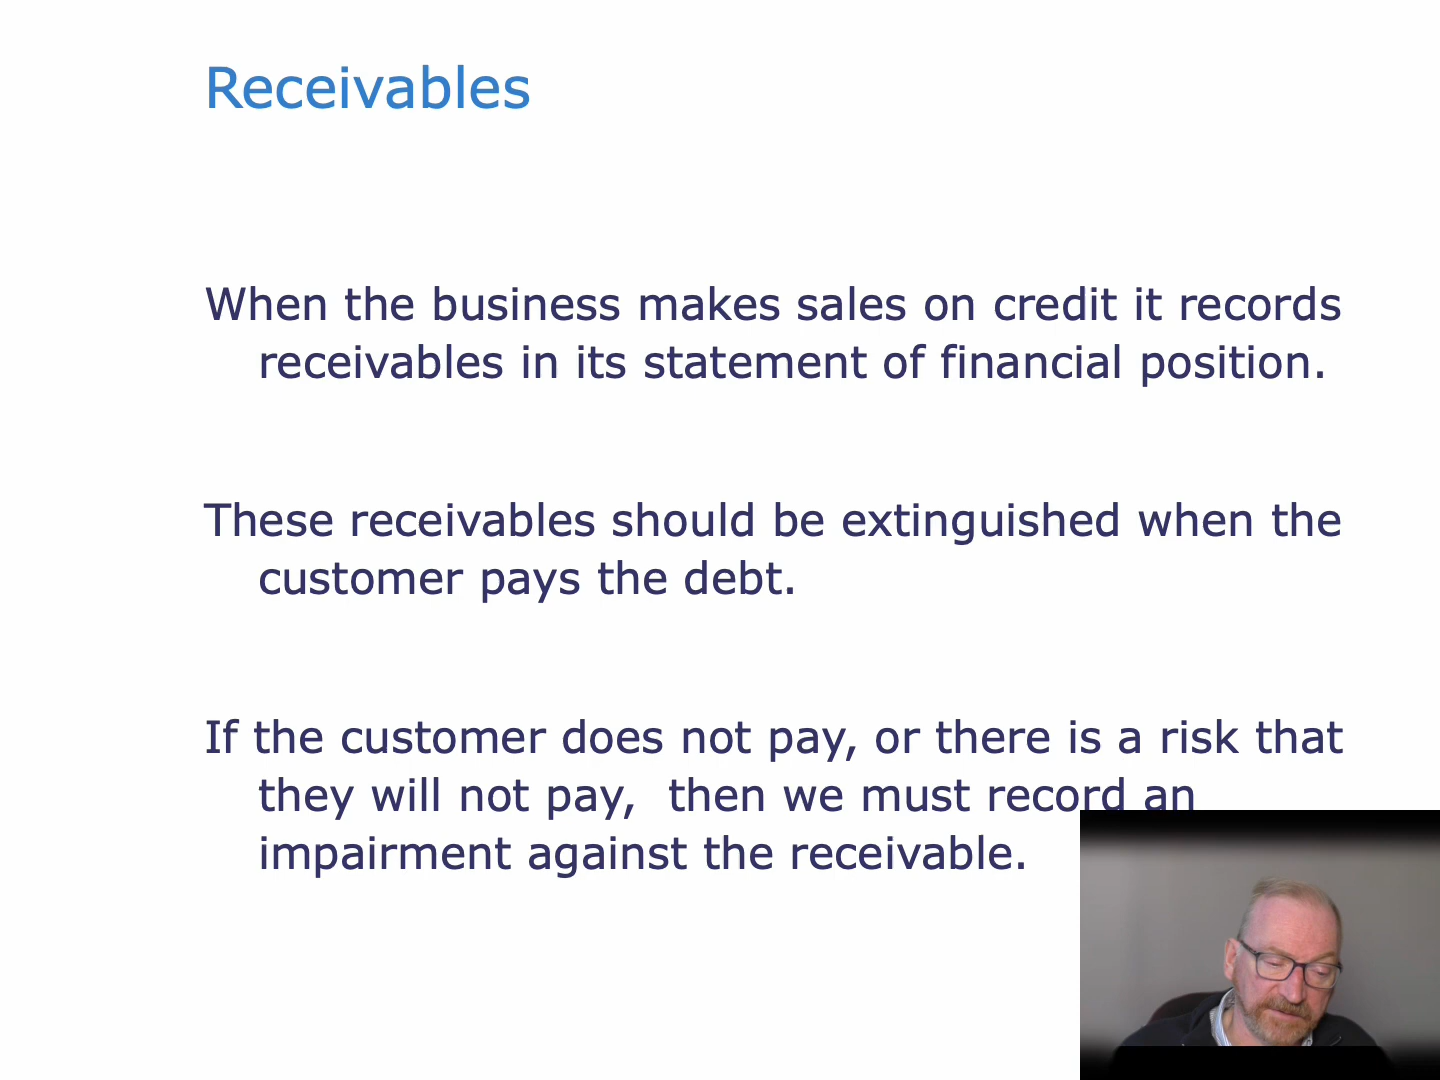 Receivables
When the business makes sales on credit it records
receivables in its statement of financial position.
These receivables should be extinguished when the
customer pays the debt.
If the customer does not pay, or there is a risk that
they will not pay,  then we must record an
impairment against the receivable.